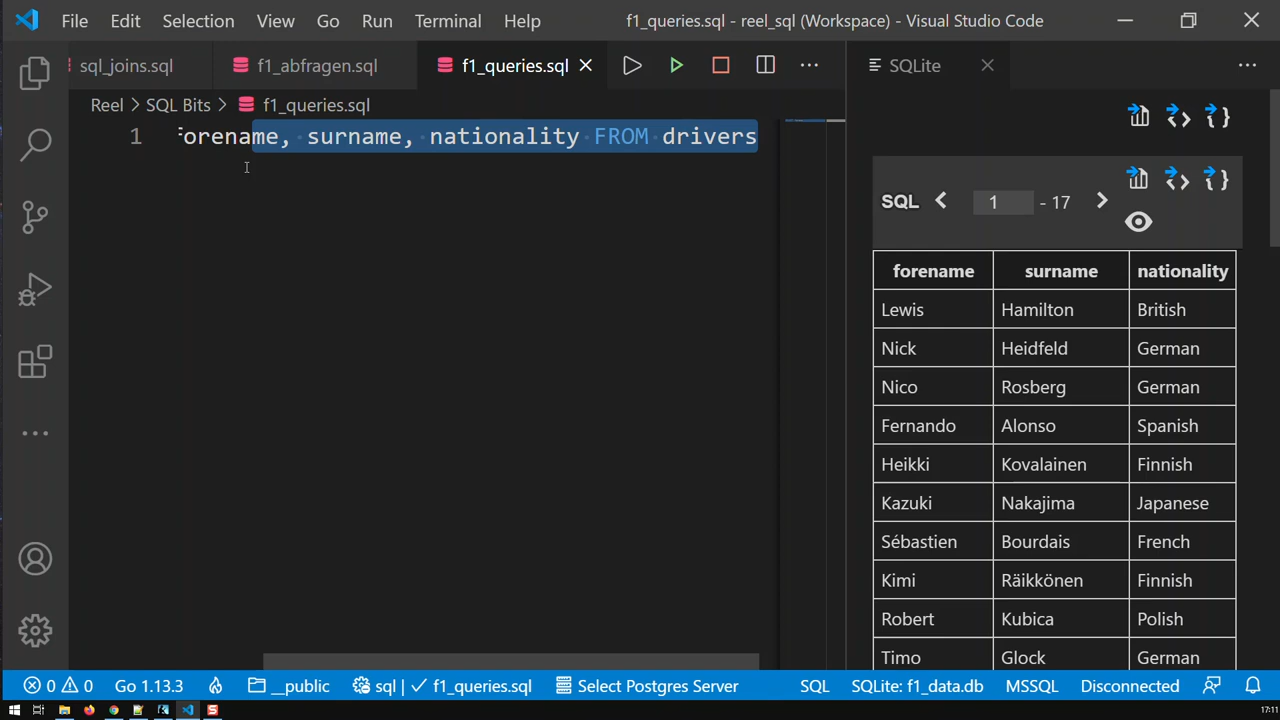 File Edit Selection View Go Run Terminal Help f1_queries.sql - reel_sql (Workspace) - Visual Studio Code
sql_joins.sql f1_abfragen.sql f1_queries.sql SQLite
Reel > SQL Bits > f1_queries.sql
1 forename, surname, nationality FROM drivers
SQL 1 - 17
forename surname nationality
Lewis Hamilton British
Nick Heidfeld German
Nico Rosberg German
Fernando Alonso Spanish
Heikki Kovalainen Finnish
Kazuki Nakajima Japanese
Sébastien Bourdais French
Kimi Räikkönen Finnish
Robert Kubica Polish
Timo Glock German
0 0 Go 1.13.3 __public sql | f1_queries.sql Select Postgres Server SQL SQLite: f1_data.db MSSQL Disconnected
17:11